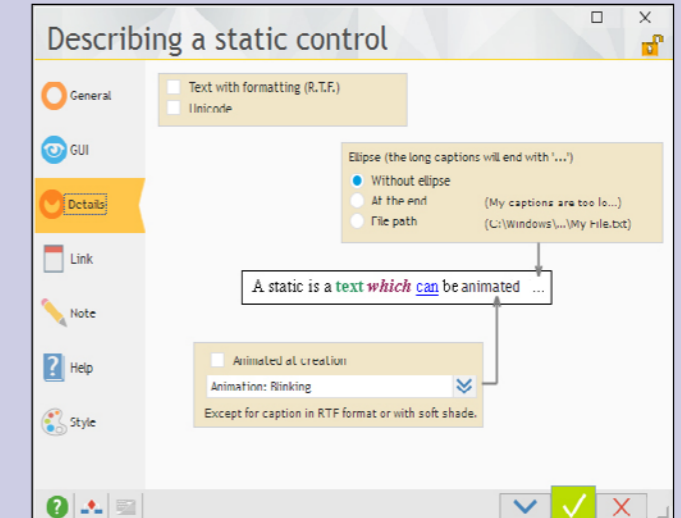 Describing a static control
General
GUI
Details
Link
Note
Help
Style
Text with formatting (R.T.F.)
Unicode
Ellipse (the long captions will end with '...')
Without ellipse
At the end (My captions are too lo...)
File path (C:\Windows\...\My File.txt)
A static is a text which can be animated ...
Animated at creation
Animation: Blinking
Except for caption in RTF format or with soft shade.